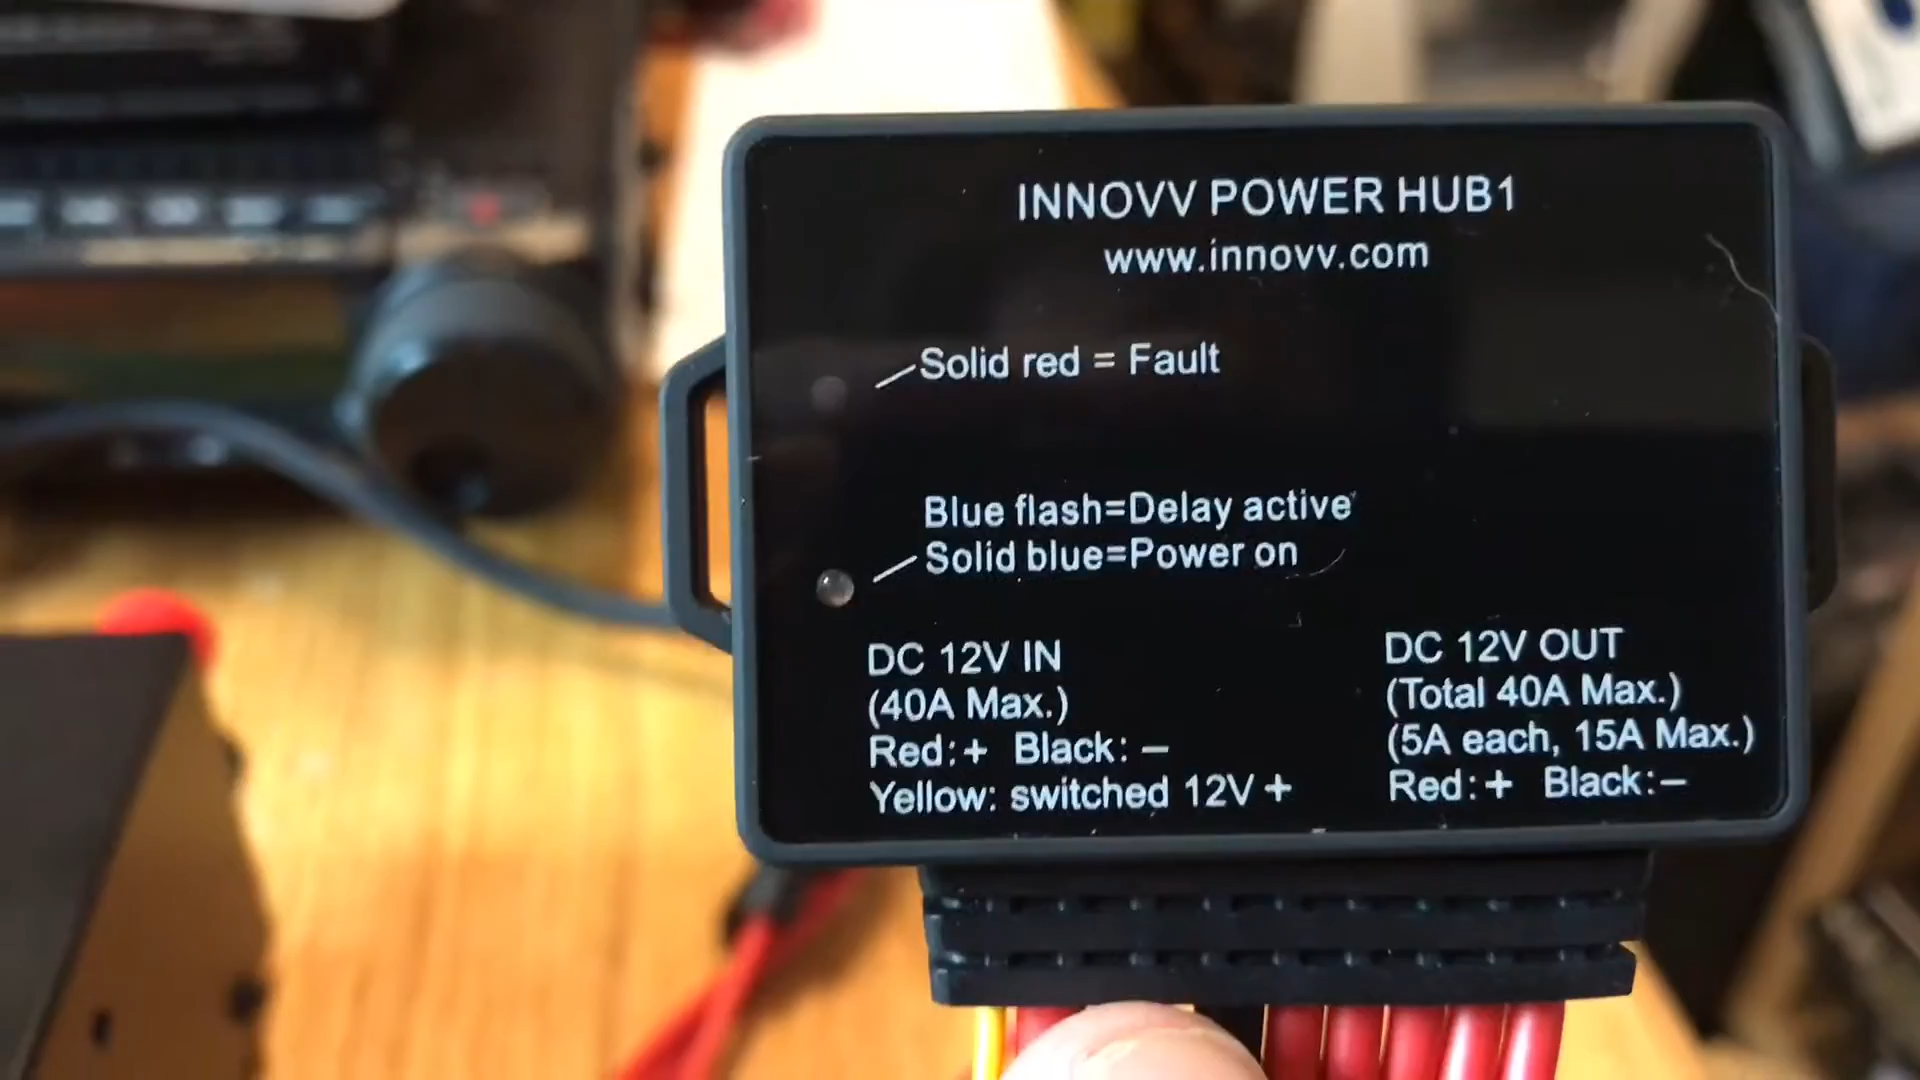 INNOVV POWER HUB1
www.innovv.com
Solid red = Fault
Blue flash=Delay active
Solid blue=Power on
DC 12V IN
(40A Max.)
Red:+ Black:−
Yellow: switched 12V +
DC 12V OUT
(Total 40A Max.)
(5A each, 15A Max.)
Red:+ Black:−